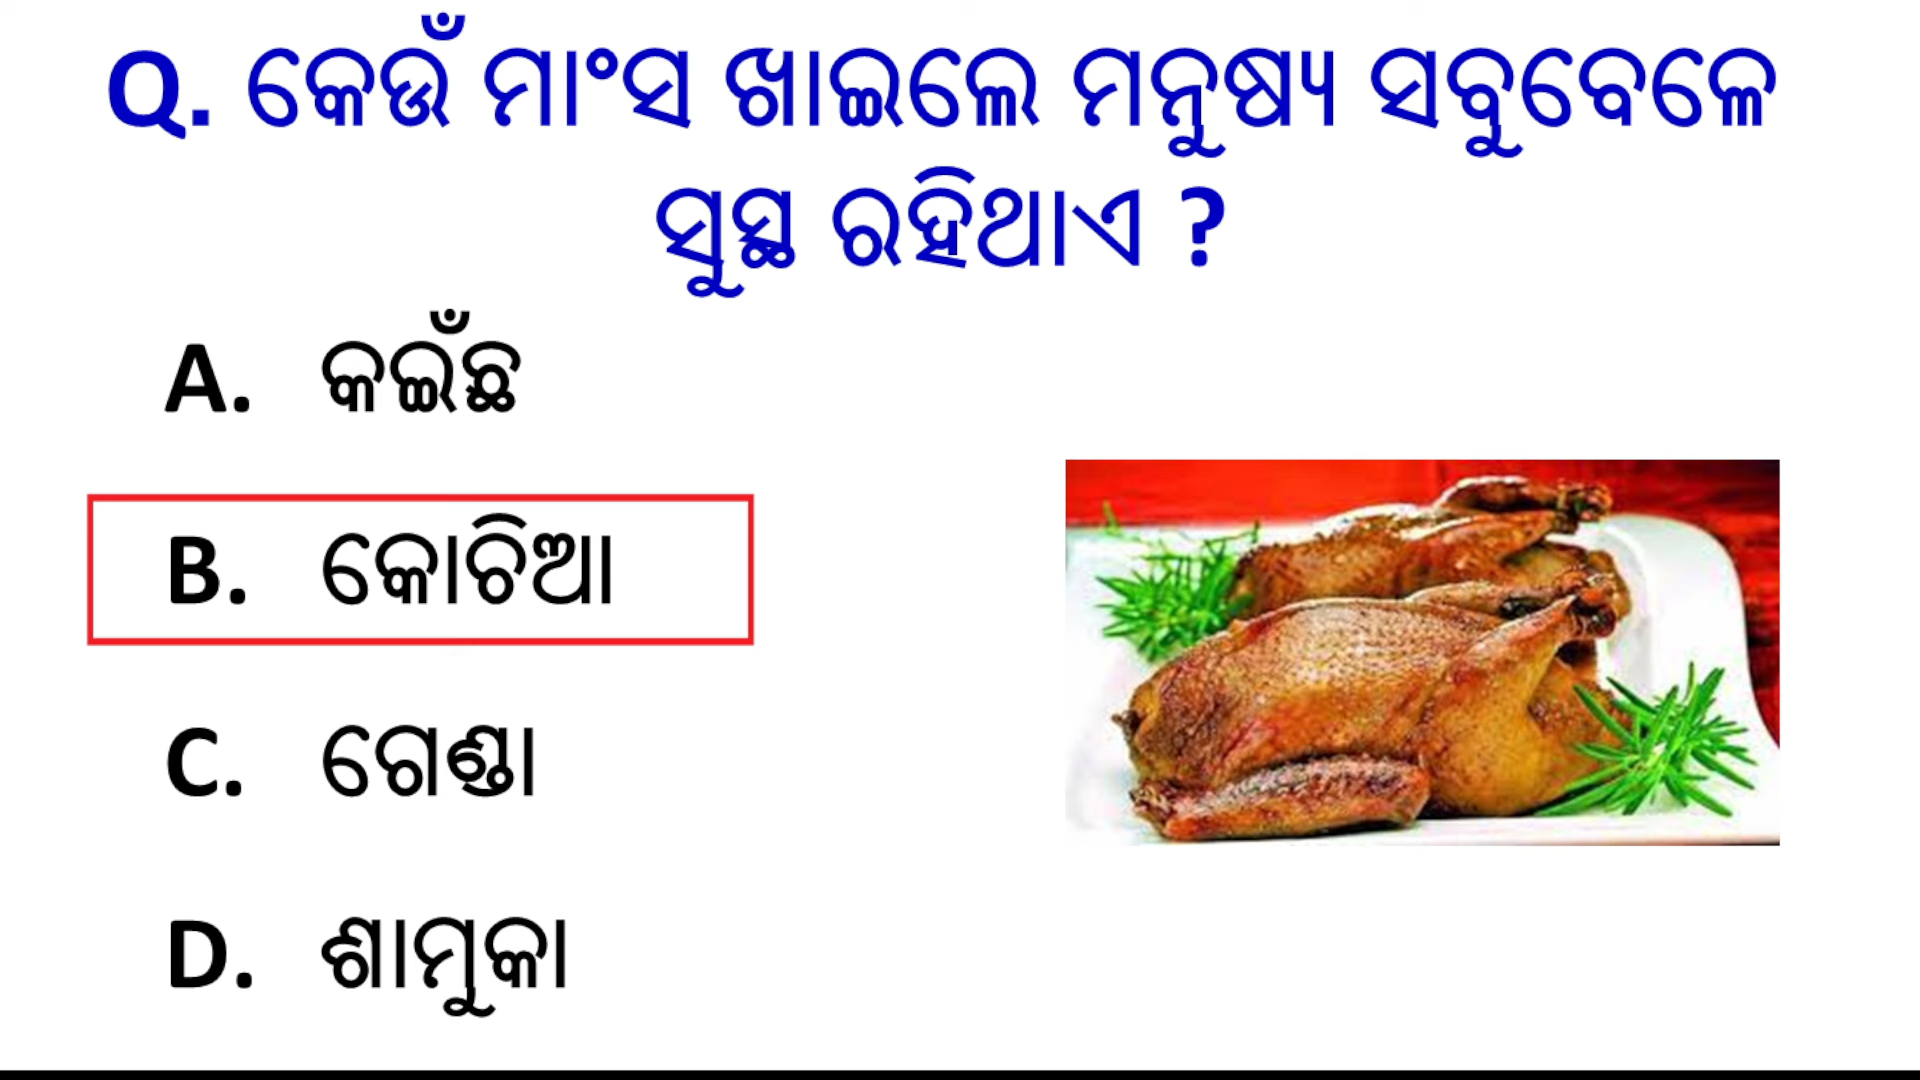 Q. କେଉଁ ମାଂସ ଖାଇଲେ ମନୁଷ୍ୟ ସବୁବେଳେ
ସୁସ୍ଥ ରହିଥାଏ ?
A. କଇଁଛ
B. କୋଚିଆ
C. ଗେଣ୍ଡା
D. ଶାମୁକା